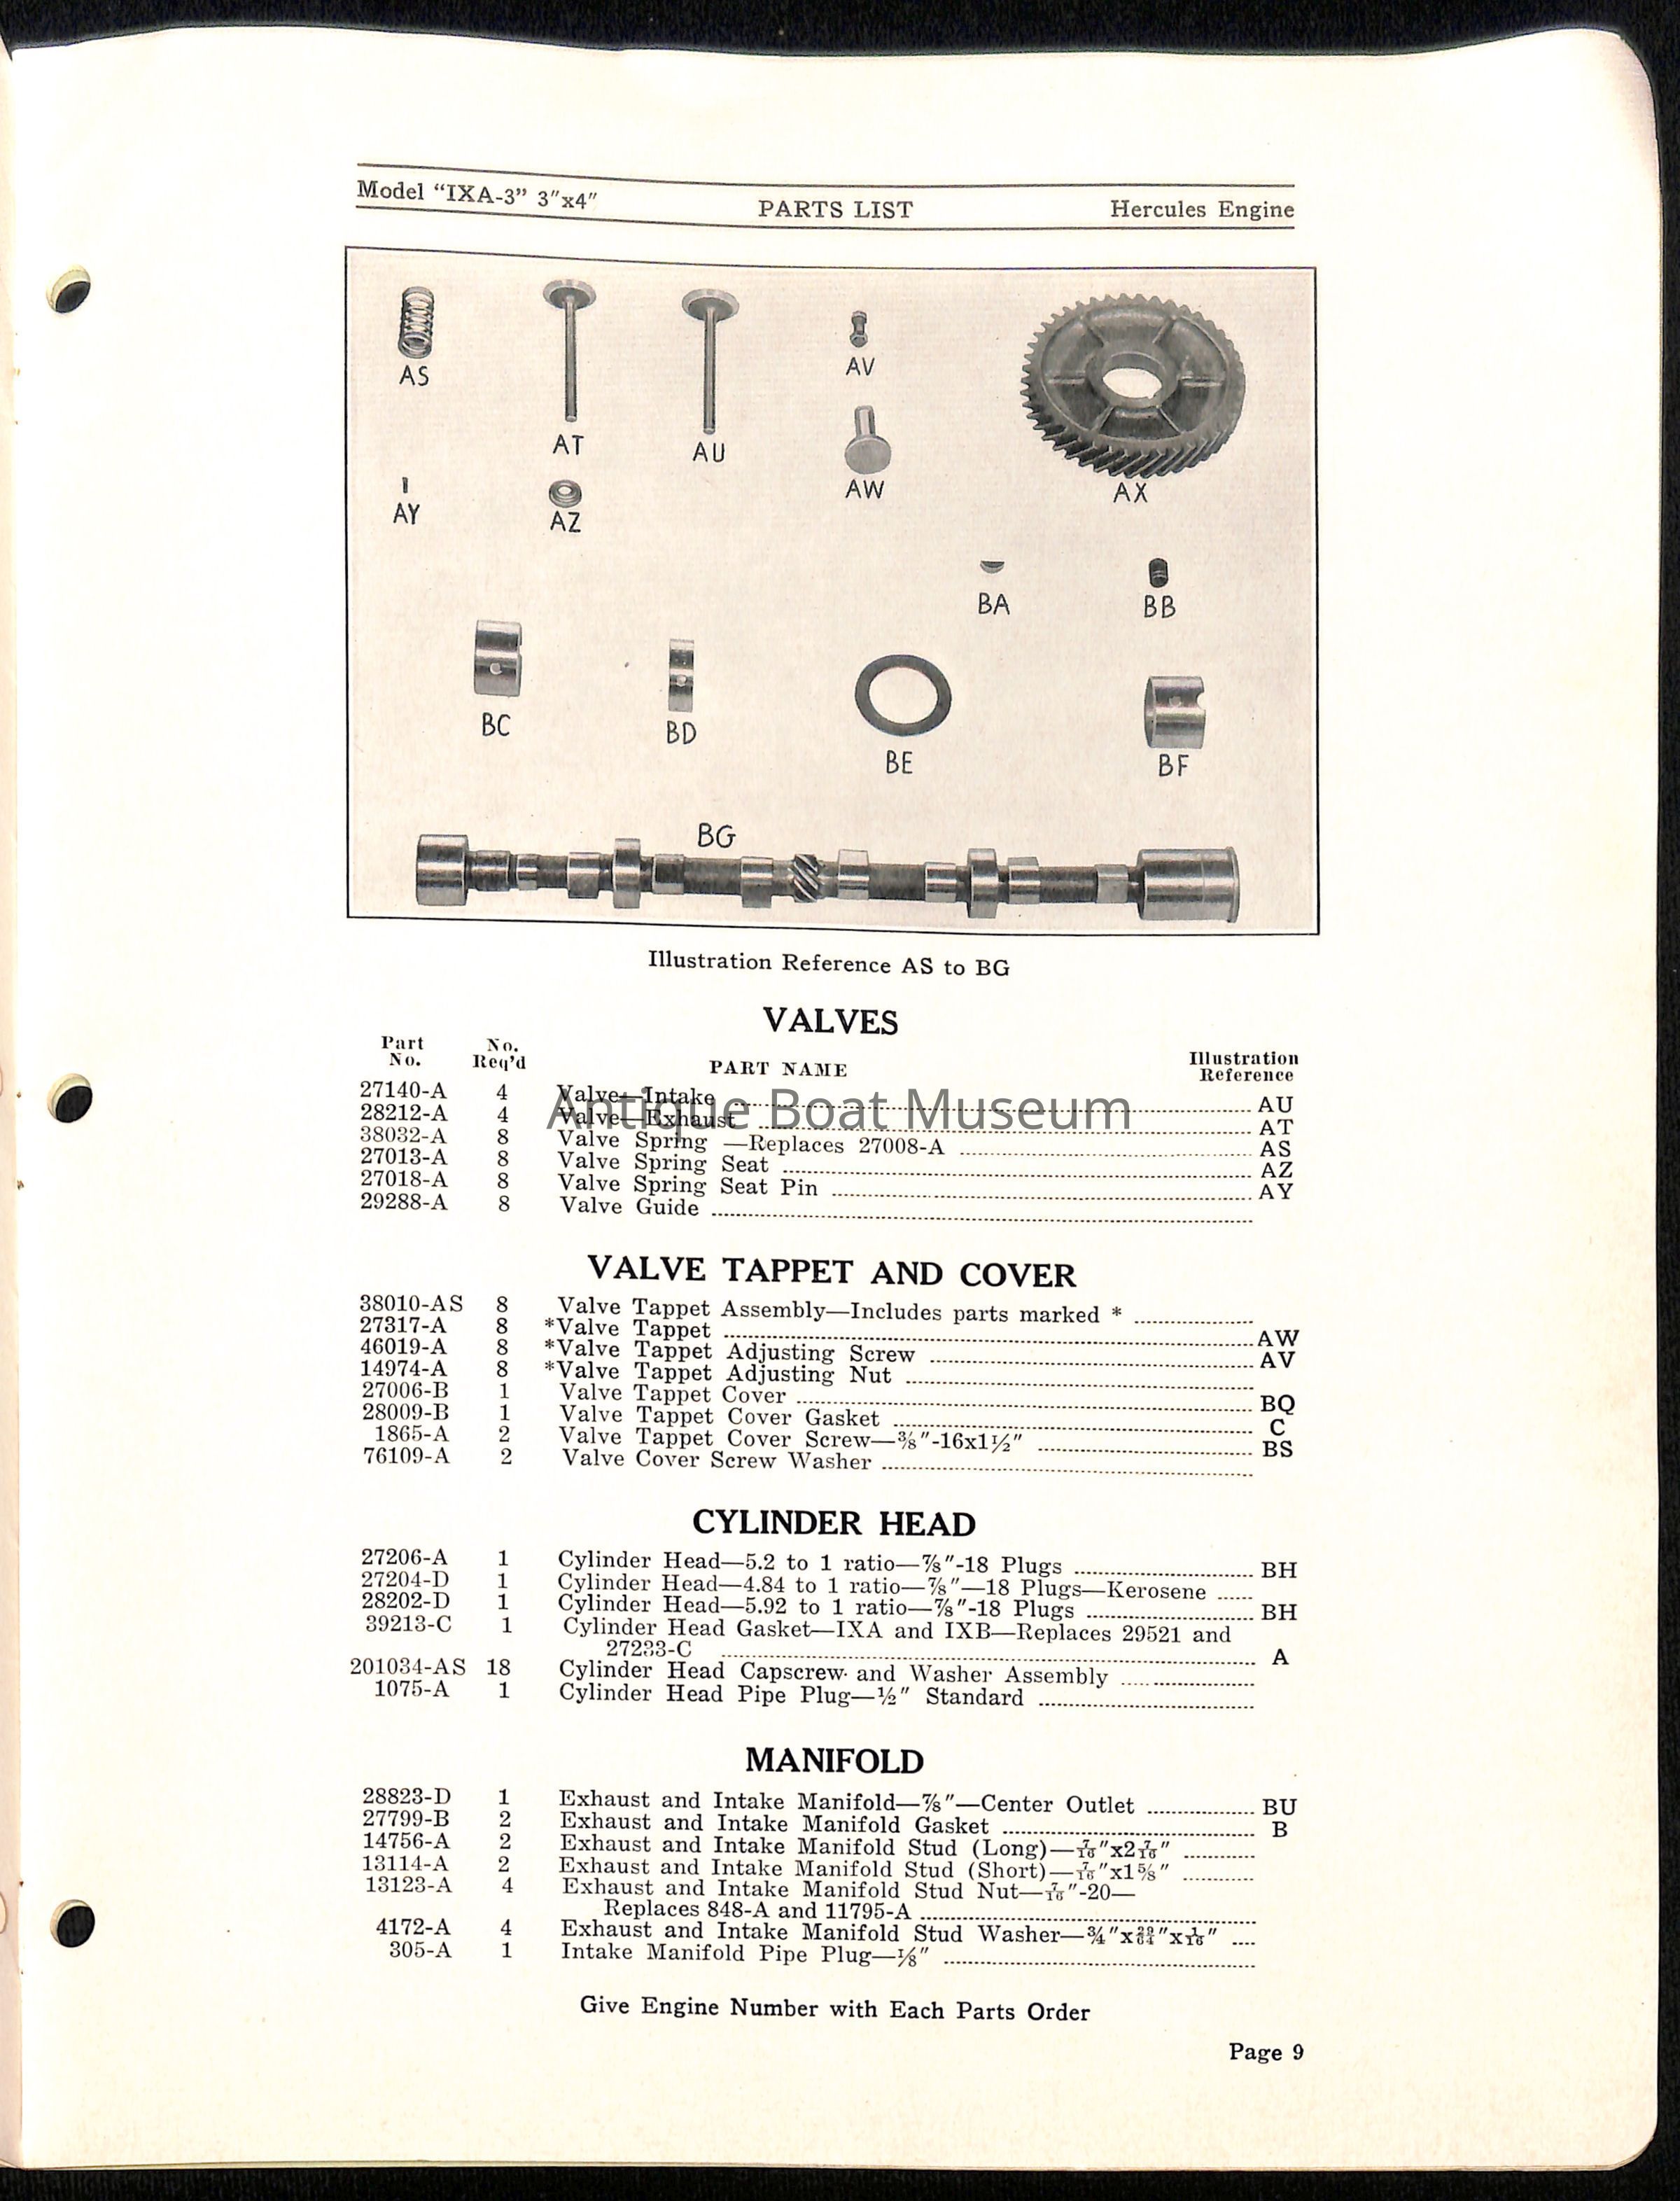 Model “IXA-3” 3″x4″ PARTS LIST Hercules Engine
AS
AT
AU
AV
AW
AX
AY
AZ
BA
BB
BC
BD
BE
BF
BG
Illustration Reference AS to BG
VALVES
Part No. No. Req'd PART NAME Illustration Reference
27140-A 4 Valve—Intake AU
28212-A 4 Valve—Exhaust AT
38032-A 8 Valve Spring —Replaces 27008-A AS
27013-A 8 Valve Spring Seat AZ
27018-A 8 Valve Spring Seat Pin AY
29288-A 8 Valve Guide
Antique Boat Museum
VALVE TAPPET AND COVER
38010-AS 8 Valve Tappet Assembly—Includes parts marked *
27317-A 8 *Valve Tappet AW
46019-A 8 *Valve Tappet Adjusting Screw AV
14974-A 8 *Valve Tappet Adjusting Nut
27006-B 1 Valve Tappet Cover BQ
28009-B 1 Valve Tappet Cover Gasket C
1865-A 2 Valve Tappet Cover Screw—⅜″-16x1½″ BS
76109-A 2 Valve Cover Screw Washer
CYLINDER HEAD
27206-A 1 Cylinder Head—5.2 to 1 ratio—⅞″-18 Plugs BH
27204-D 1 Cylinder Head—4.84 to 1 ratio—⅞″—18 Plugs—Kerosene
28202-D 1 Cylinder Head—5.92 to 1 ratio—⅞″-18 Plugs BH
39213-C 1 Cylinder Head Gasket—IXA and IXB—Replaces 29521 and
27233-C A
201034-AS 18 Cylinder Head Capscrew and Washer Assembly
1075-A 1 Cylinder Head Pipe Plug—½″ Standard
MANIFOLD
28823-D 1 Exhaust and Intake Manifold—⅞″—Center Outlet BU
27799-B 2 Exhaust and Intake Manifold Gasket B
14756-A 2 Exhaust and Intake Manifold Stud (Long)—7/16″x2 7/16″
13114-A 2 Exhaust and Intake Manifold Stud (Short)—7/16″x1⅝″
13123-A 4 Exhaust and Intake Manifold Stud Nut—7/16″-20—
Replaces 848-A and 11795-A
4172-A 4 Exhaust and Intake Manifold Stud Washer—¾″x29/64″x1/16″
305-A 1 Intake Manifold Pipe Plug—⅛″
Give Engine Number with Each Parts Order
Page 9